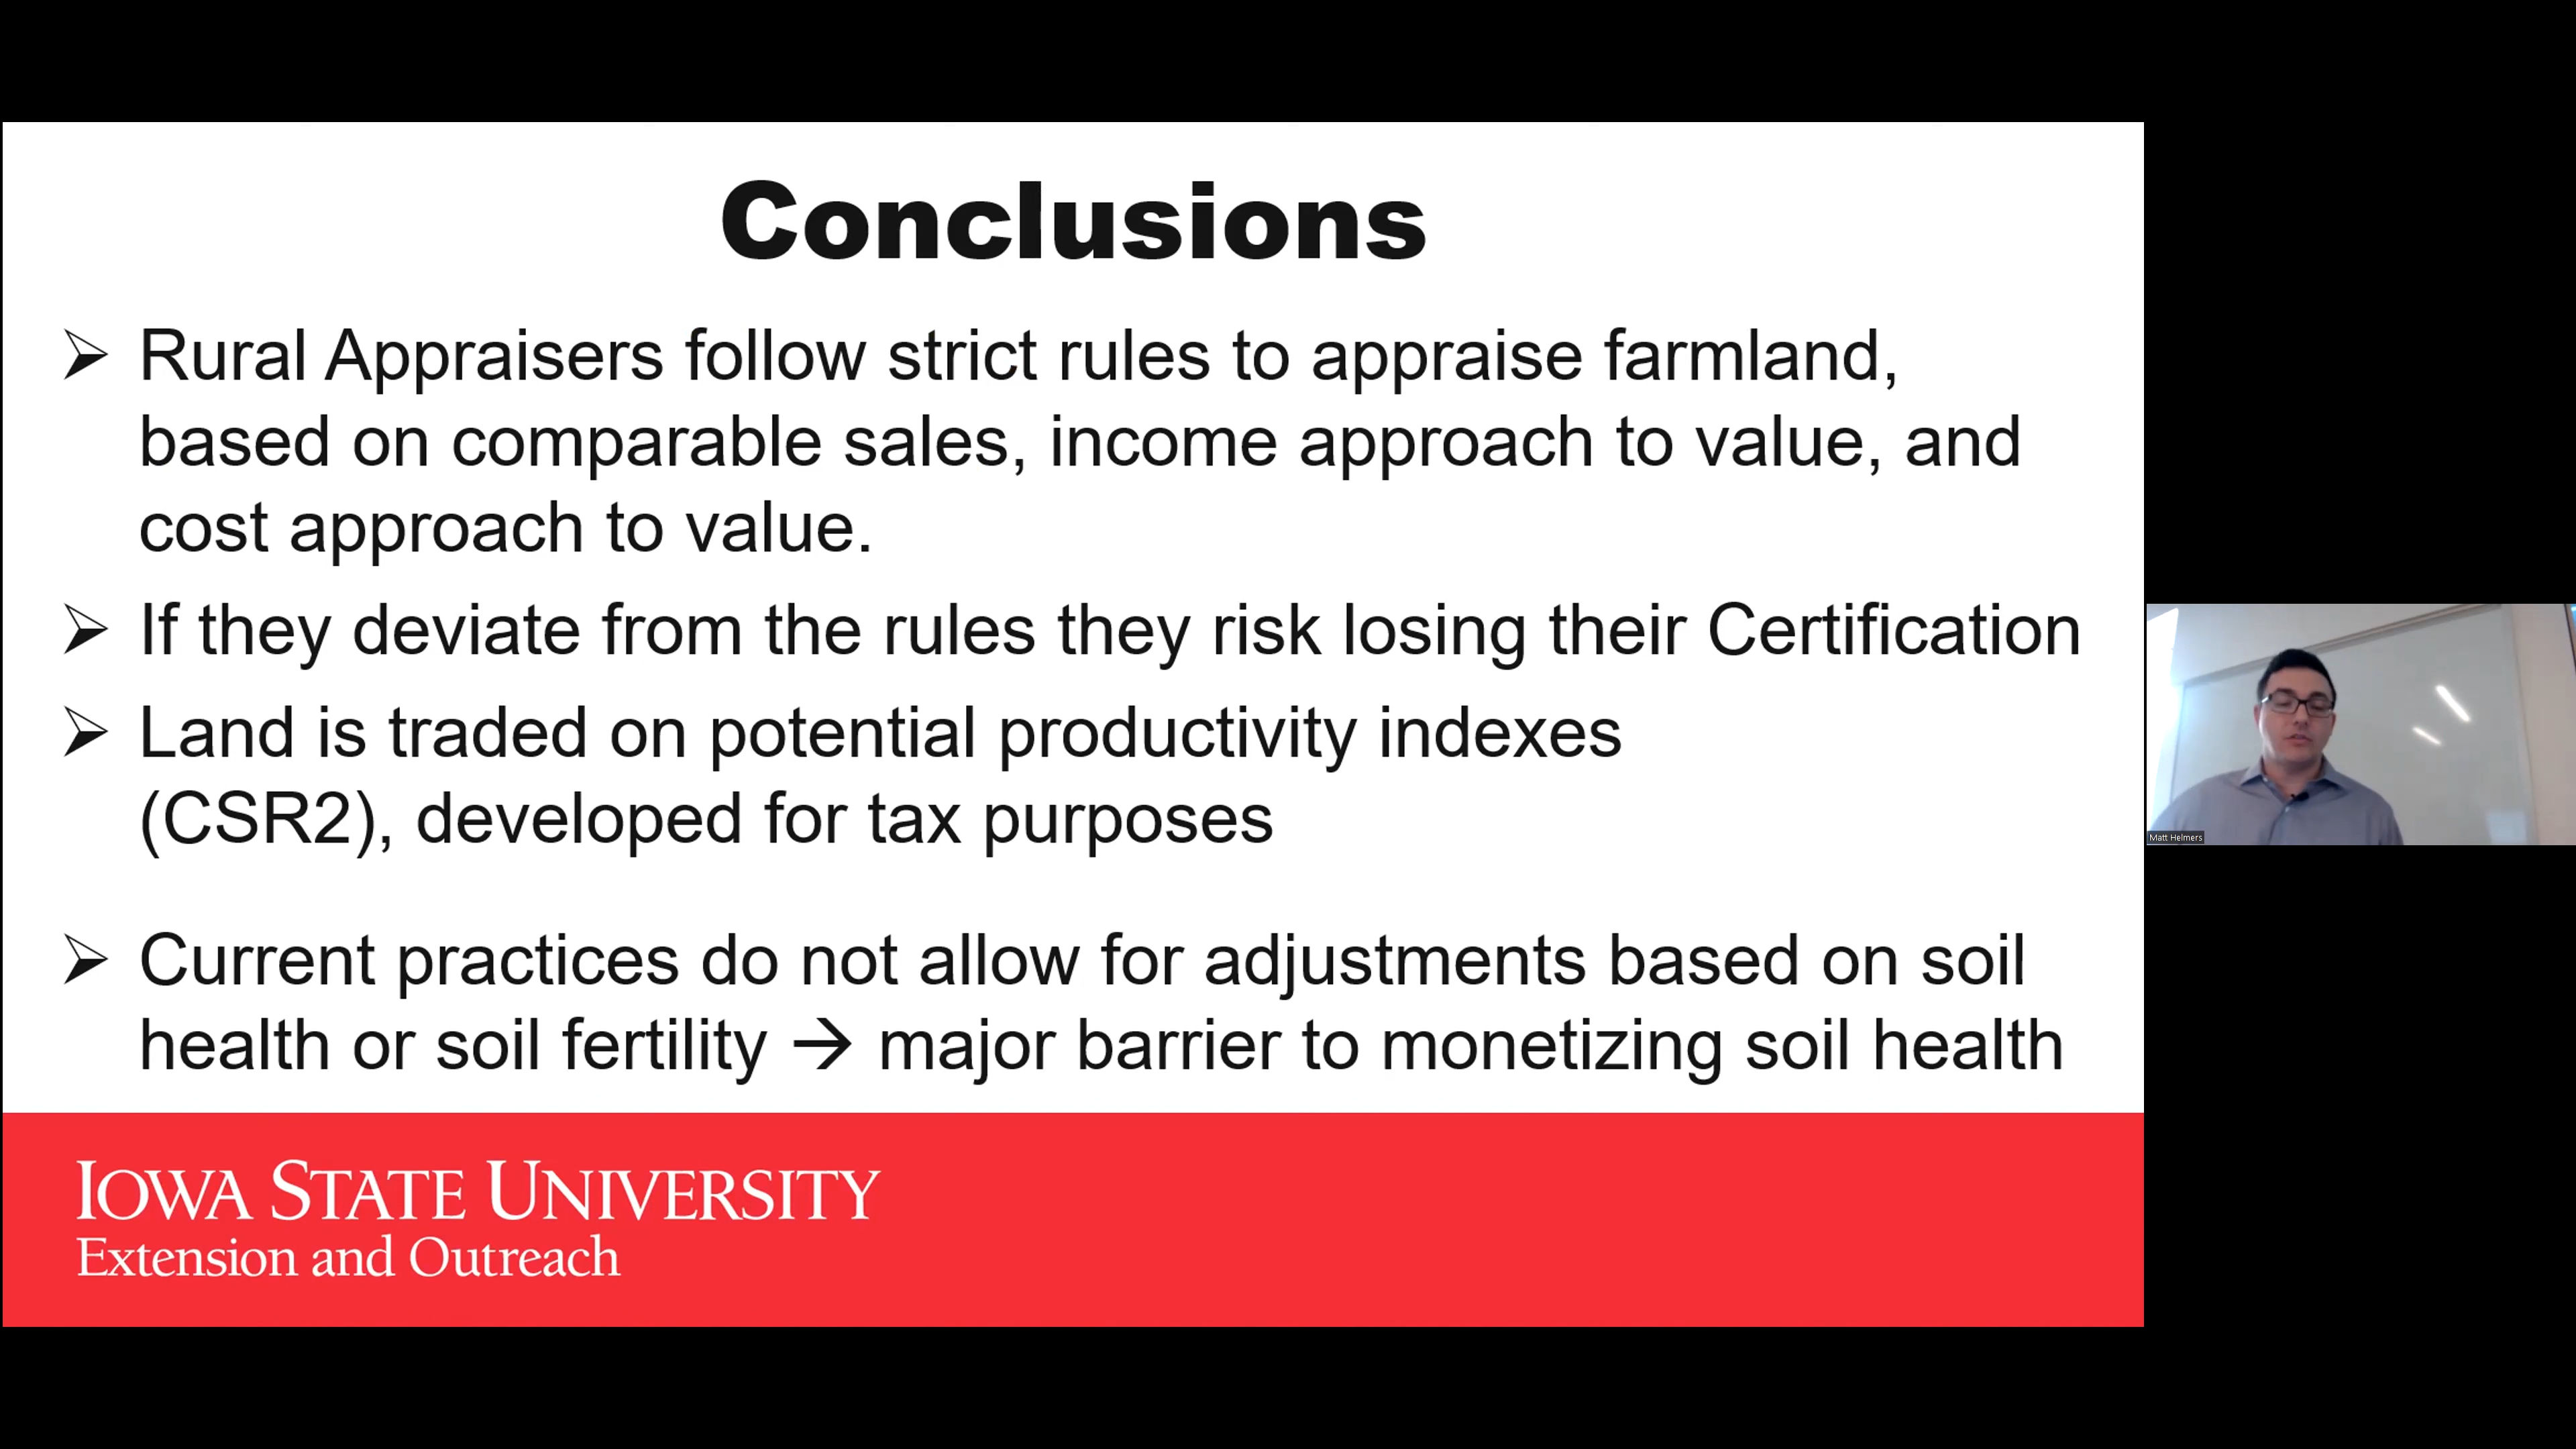 Conclusions
➢ Rural Appraisers follow strict rules to appraise farmland,
based on comparable sales, income approach to value, and
cost approach to value.
➢ If they deviate from the rules they risk losing their Certification
➢ Land is traded on potential productivity indexes
(CSR2), developed for tax purposes
➢ Current practices do not allow for adjustments based on soil
health or soil fertility → major barrier to monetizing soil health
IOWA STATE UNIVERSITY
Extension and Outreach
Matt Helmers